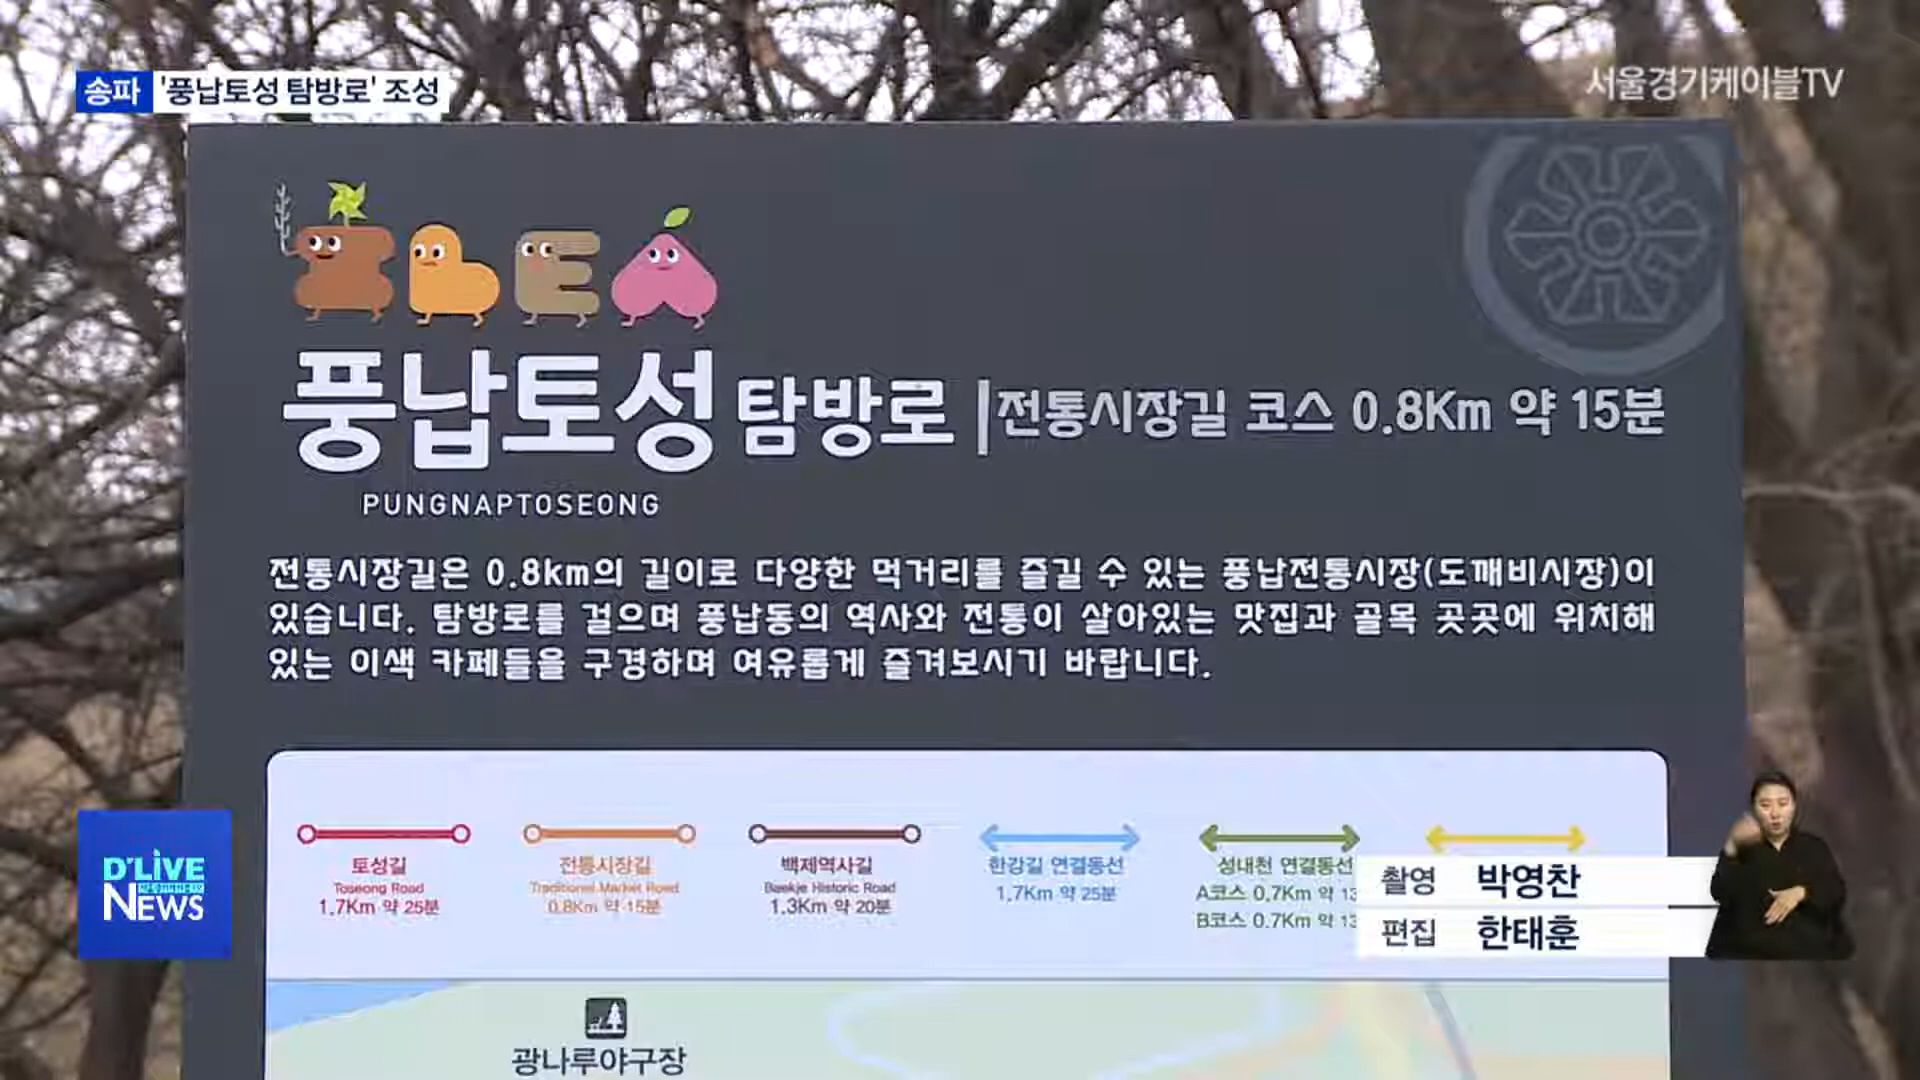 송파 '풍납토성 탐방로' 조성
서울경기케이블TV
풍납토성 탐방로 | 전통시장길 코스 0.8Km 약 15분
PUNGNAPTOSEONG
전통시장길은 0.8km의 길이로 다양한 먹거리를 즐길 수 있는 풍납전통시장(도깨비시장)이
있습니다. 탐방로를 걸으며 풍납동의 역사와 전통이 살아있는 맛집과 골목 곳곳에 위치해
있는 이색 카페들을 구경하며 여유롭게 즐겨보시기 바랍니다.
토성길
Toseong Road
1.7Km 약 25분
전통시장길
Traditional Market Road
0.8Km 약 15분
백제역사길
Baekje Historic Road
1.3Km 약 20분
한강길 연결동선
1.7Km 약 25분
성내천 연결동선
A코스 0.7Km 약 13
B코스 0.7Km 약 13
촬영 박영찬
편집 한태훈
D'LIVE
NEWS
광나루야구장